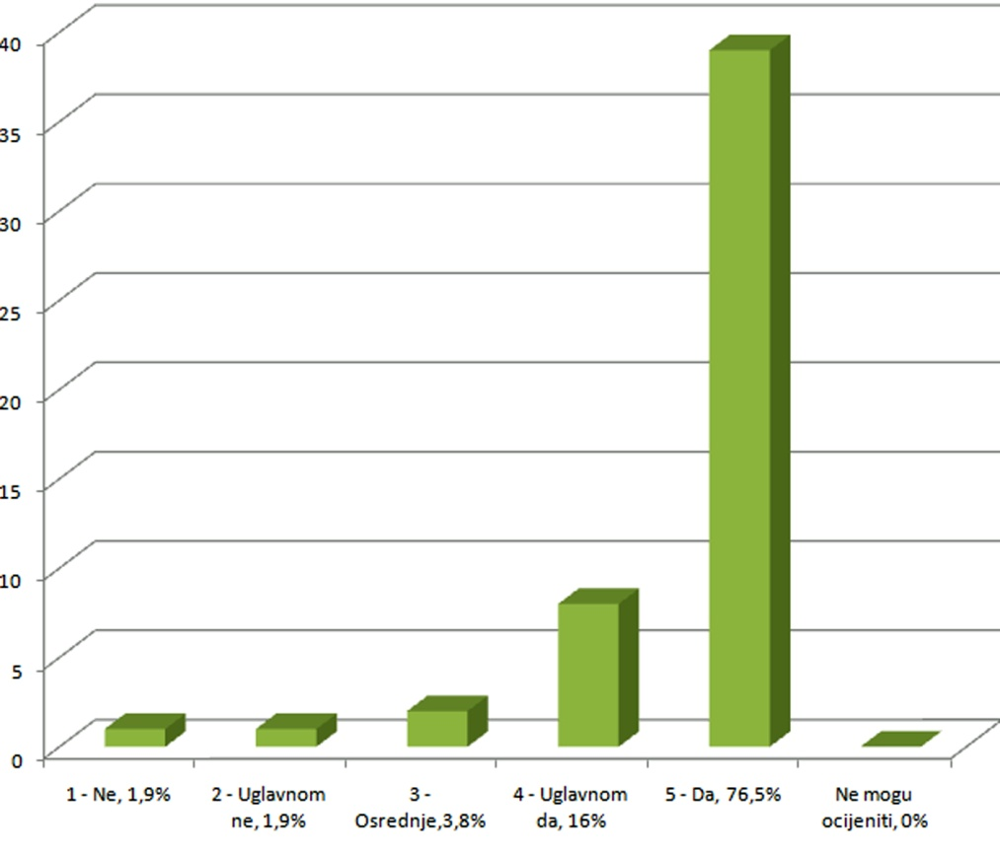 40
35
30
25
20
15
10
5
0
1 - Ne, 1,9%
2 - Uglavnom
ne, 1,9%
3 -
Osrednje,3,8%
4 - Uglavnom
da, 16%
5 - Da, 76,5%
Ne mogu
ocijeniti, 0%